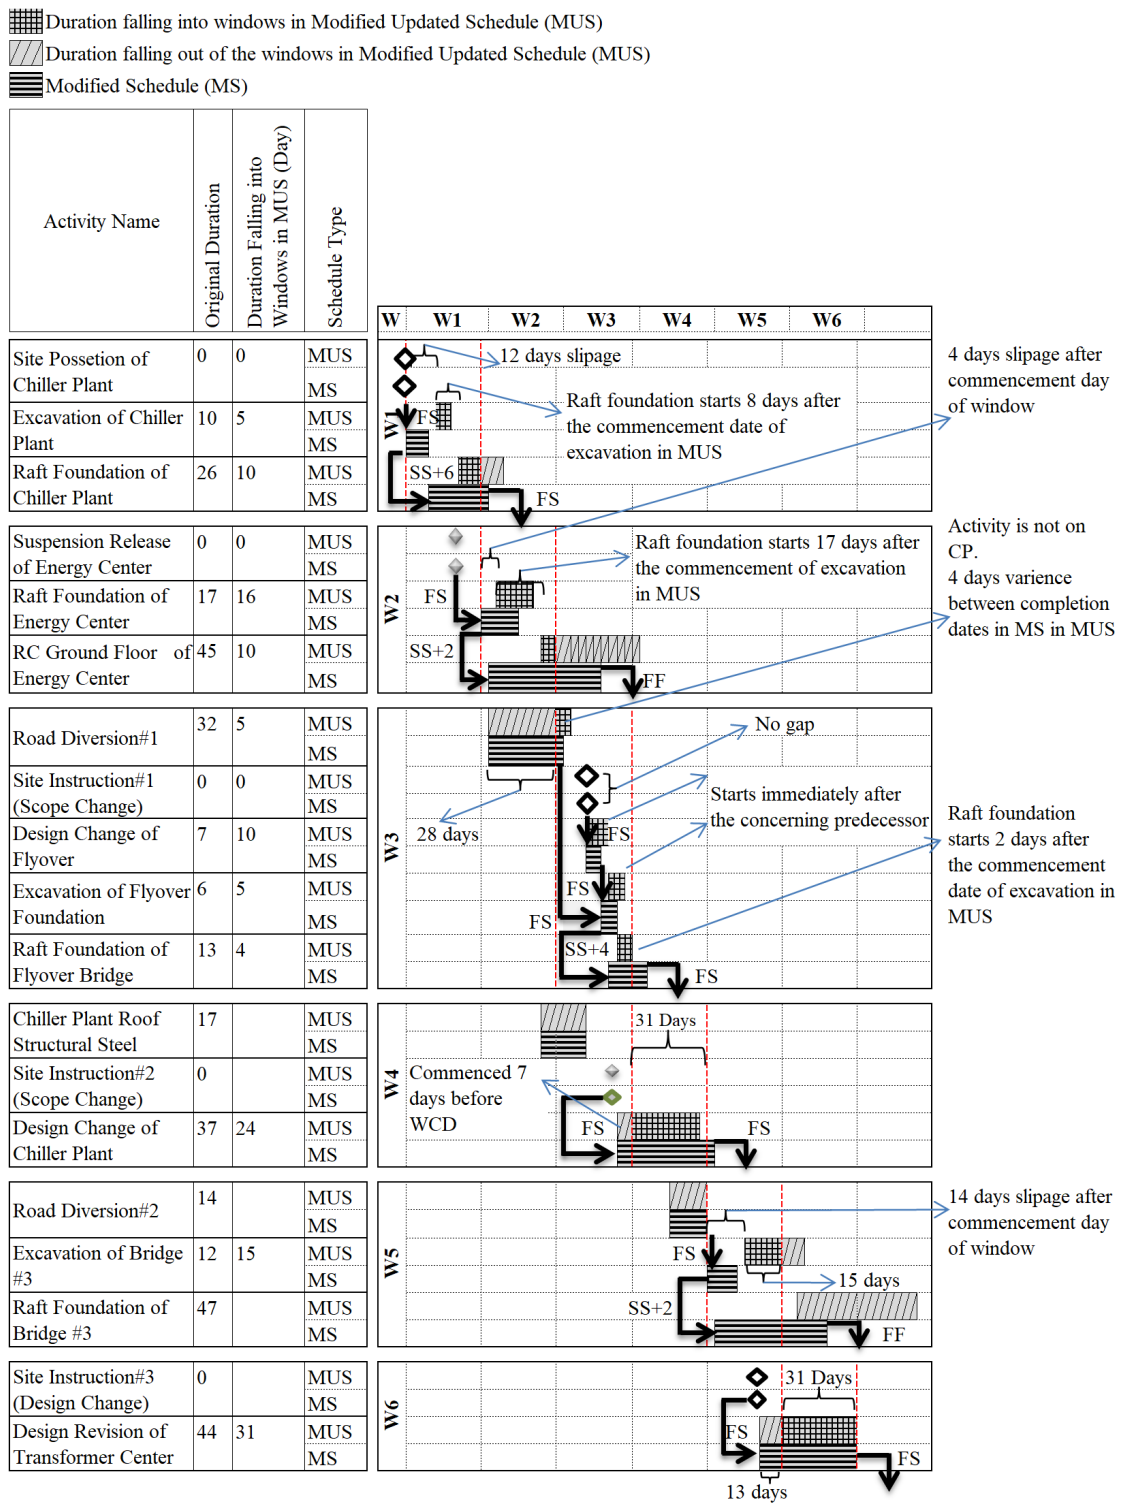 Duration falling into windows in Modified Updated Schedule (MUS)
Duration falling out of the windows in Modified Updated Schedule (MUS)
Modified Schedule (MS)
Activity Name
Original Duration
Duration Falling into
Windows in MUS (Day)
Schedule Type
W W1 W2 W3 W4 W5 W6
Site Possetion of
Chiller Plant
0 0 MUS
MS
Excavation of Chiller
Plant
10 5 MUS
MS
Raft Foundation of
Chiller Plant
26 10 MUS
MS
W1
12 days slipage
FS
Raft foundation starts 8 days after
the commencement date of
excavation in MUS
SS+6
FS
4 days slipage after
commencement day
of window
Suspension Release
of Energy Center
0 0 MUS
MS
Raft Foundation of
Energy Center
17 16 MUS
MS
RC Ground Floor of
Energy Center
45 10 MUS
MS
W2
Raft foundation starts 17 days after
the commencement of excavation
in MUS
FS
SS+2
FF
Activity is not on
CP.
4 days varience
between completion
dates in MS in MUS
Road Diversion#1
32 5 MUS
MS
Site Instruction#1
(Scope Change)
0 0 MUS
MS
Design Change of
Flyover
7 10 MUS
MS
Excavation of Flyover
Foundation
6 5 MUS
MS
Raft Foundation of
Flyover Bridge
13 4 MUS
MS
W3
No gap
28 days
Starts immediately after
the concerning predecessor
FS
FS
FS
SS+4
FS
Raft foundation
starts 2 days after
the commencement
date of excavation in
MUS
Chiller Plant Roof
Structural Steel
17 MUS
MS
Site Instruction#2
(Scope Change)
0 MUS
MS
Design Change of
Chiller Plant
37 24 MUS
MS
W4
31 Days
Commenced 7
days before
WCD
FS
FS
Road Diversion#2
14 MUS
MS
Excavation of Bridge
#3
12 15 MUS
MS
Raft Foundation of
Bridge #3
47 MUS
MS
W5
FS
15 days
SS+2
FF
14 days slipage after
commencement day
of window
Site Instruction#3
(Design Change)
0 MUS
MS
Design Revision of
Transformer Center
44 31 MUS
MS
W6
31 Days
FS
FS
13 days